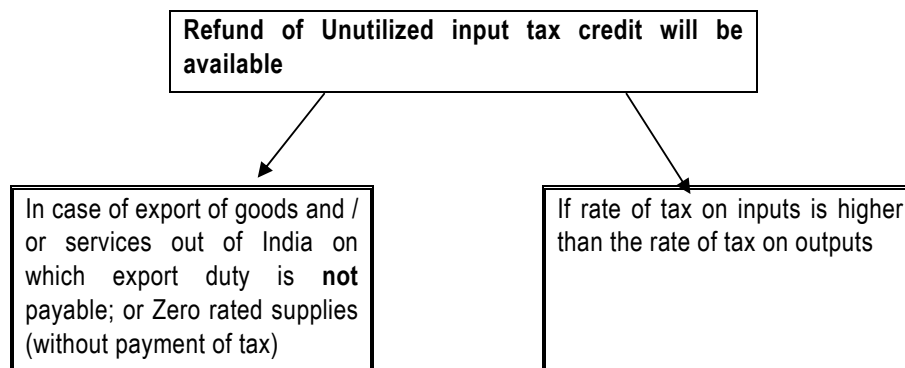 Refund of Unutilized input tax credit will be
available
In case of export of goods and /
or services out of India on
which export duty is not
payable; or Zero rated supplies
(without payment of tax)
If rate of tax on inputs is higher
than the rate of tax on outputs